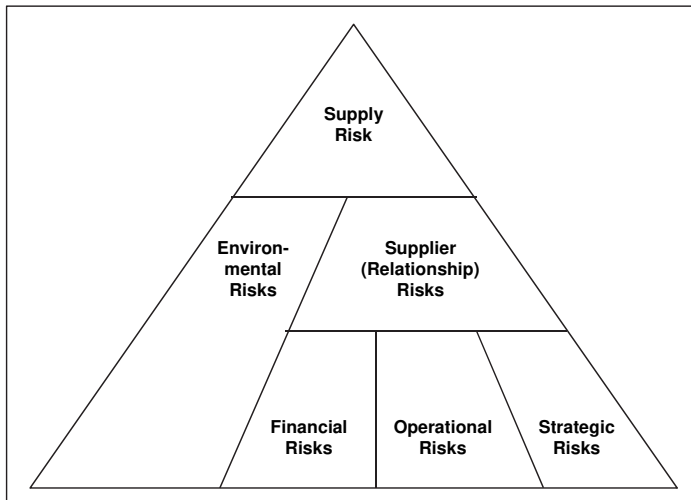 Supply
Risk
Environ-
mental
Risks
Supplier
(Relationship)
Risks
Financial
Risks
Operational
Risks
Strategic
Risks